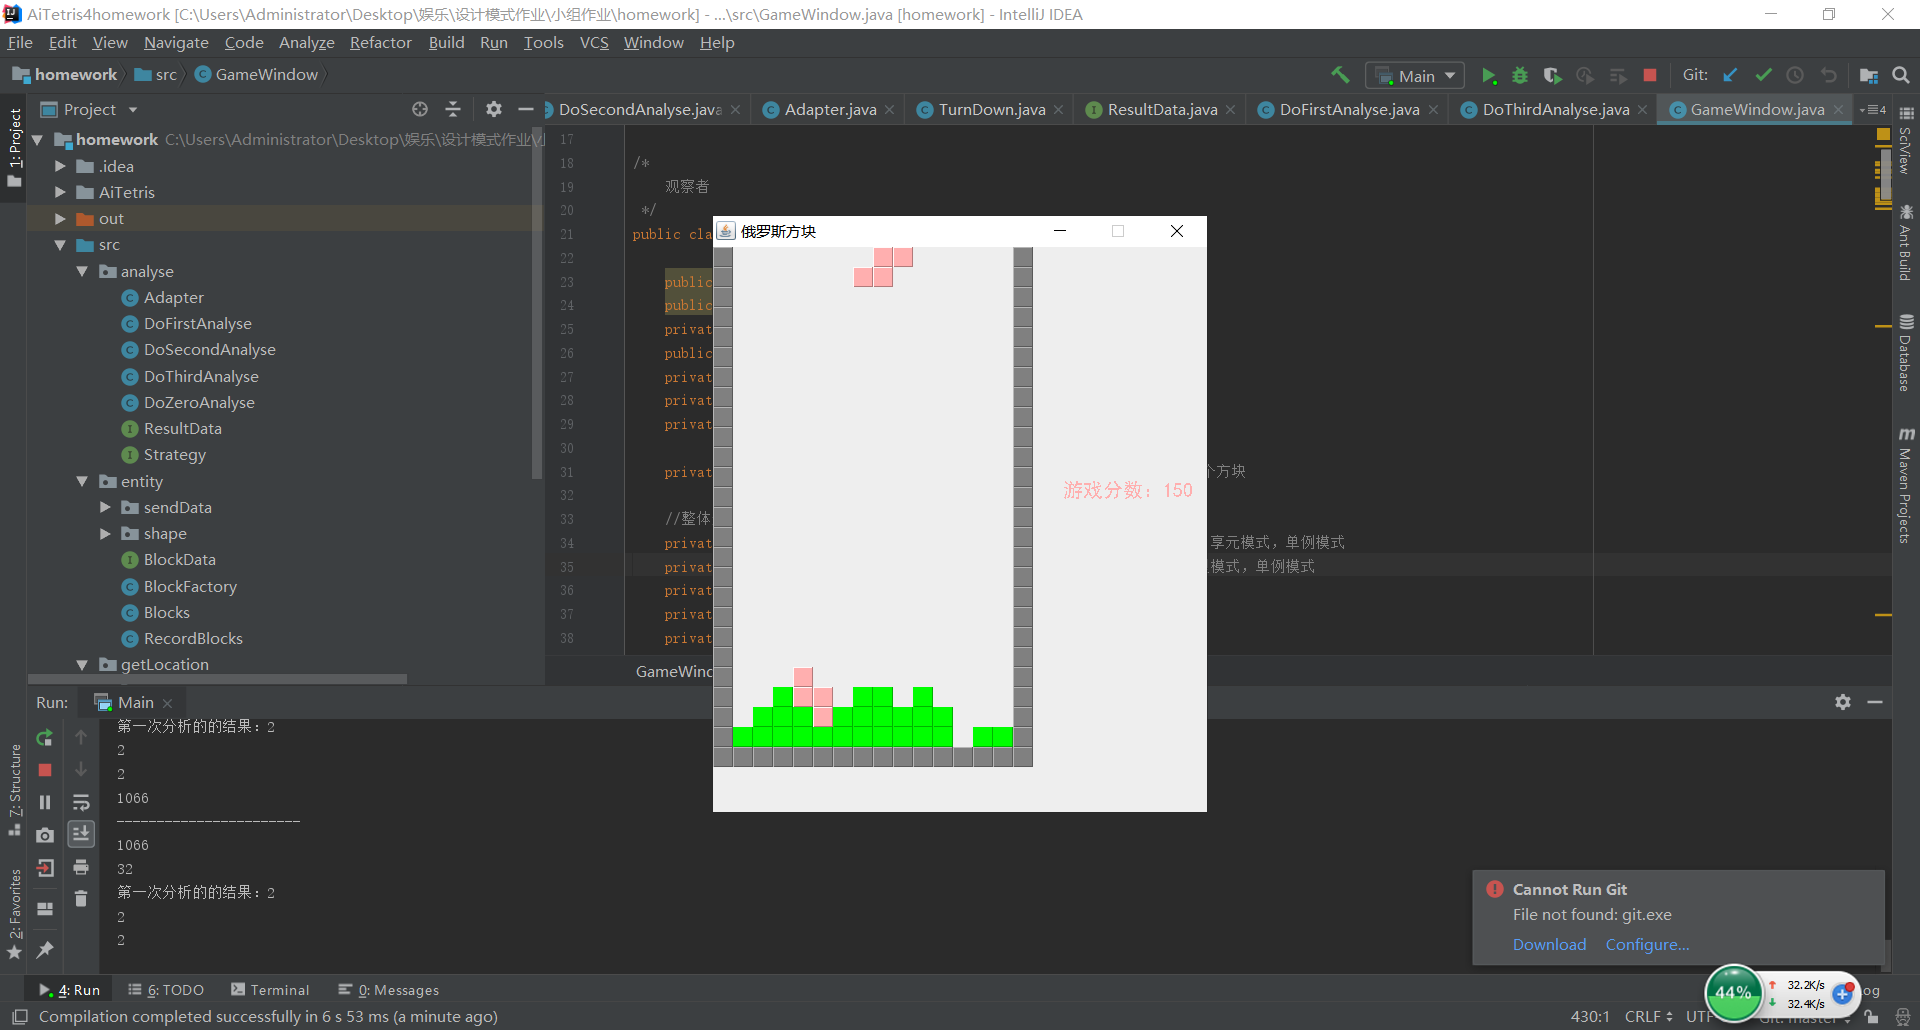 AiTetris4homework [C:\Users\Administrator\Desktop\娱乐\设计模式作业\小组作业\homework] - ...\src\GameWindow.java [homework] - IntelliJ IDEA
File Edit View Navigate Code Analyze Refactor Build Run Tools VCS Window Help
homework src GameWindow
Main
Git:
1: Project
Project
DoSecondAnalyse.java Adapter.java TurnDown.java ResultData.java DoFirstAnalyse.java DoThirdAnalyse.java GameWindow.java
4
homework C:\Users\Administrator\Desktop\娱乐\设计模式作业\
.idea
AiTetris
out
src
analyse
Adapter
DoFirstAnalyse
DoSecondAnalyse
DoThirdAnalyse
DoZeroAnalyse
ResultData
Strategy
entity
sendData
shape
BlockData
BlockFactory
Blocks
RecordBlocks
getLocation
17
18 /*
19 观察者
20 */
21 public cla
22
23 public
24 public
25 privat
26 public
27 privat
28 privat
29 privat
30
31 privat 个方块
32
33 //整体
34 privat 享元模式，单例模式
35 privat 模式，单例模式
36 privat
37 privat
38 privat
GameWind
俄罗斯方块
游戏分数：150
SciView
Ant Build
Database
Maven Projects
Run: Main
第一次分析的的结果：2
2
2
1066
-----------------------
1066
32
第一次分析的的结果：2
2
2
7: Structure
2: Favorites
Cannot Run Git
File not found: git.exe
Download Configure...
4: Run 6: TODO Terminal 0: Messages
44%
32.2K/s
32.4K/s
og
Compilation completed successfully in 6 s 53 ms (a minute ago)
430:1 CRLF UTF
Git: master